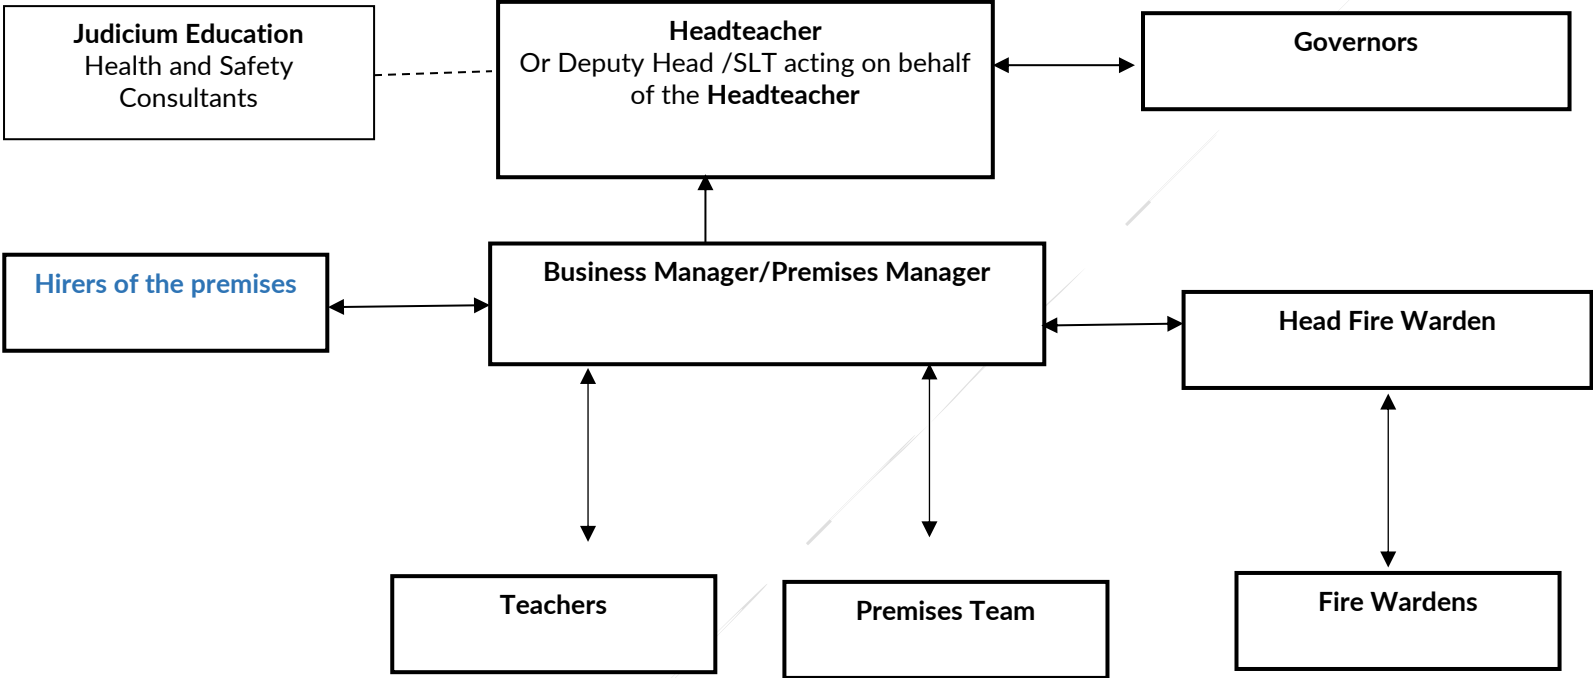 Judicium Education
Health and Safety
Consultants
Headteacher
Or Deputy Head /SLT acting on behalf
of the Headteacher
Governors
Hirers of the premises
Business Manager/Premises Manager
Head Fire Warden
Teachers
Premises Team
Fire Wardens